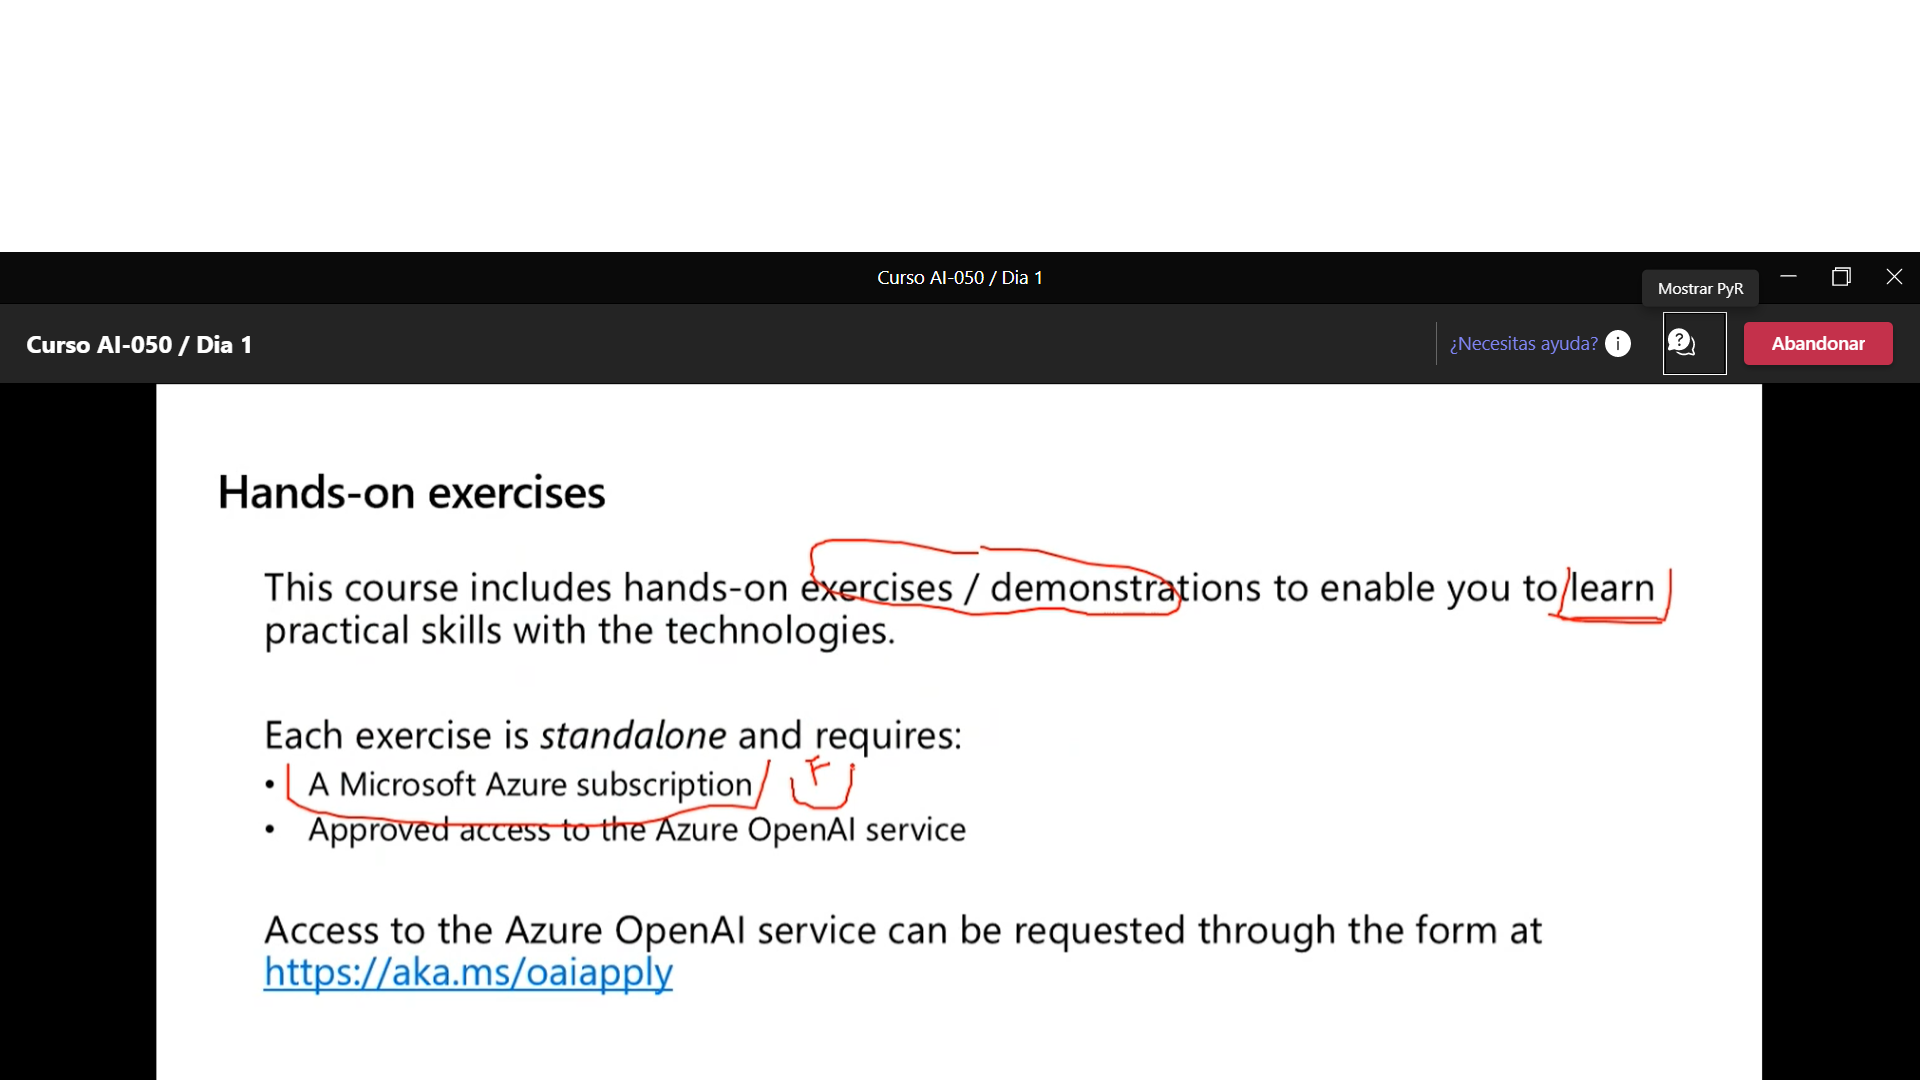 Curso AI-050 / Dia 1
Mostrar PyR
Curso AI-050 / Dia 1
¿Necesitas ayuda?
Abandonar
Hands-on exercises
This course includes hands-on exercises / demonstrations to enable you to learn
practical skills with the technologies.
Each exercise is standalone and requires:
• A Microsoft Azure subscription F
• Approved access to the Azure OpenAI service
Access to the Azure OpenAI service can be requested through the form at
https://aka.ms/oaiapply